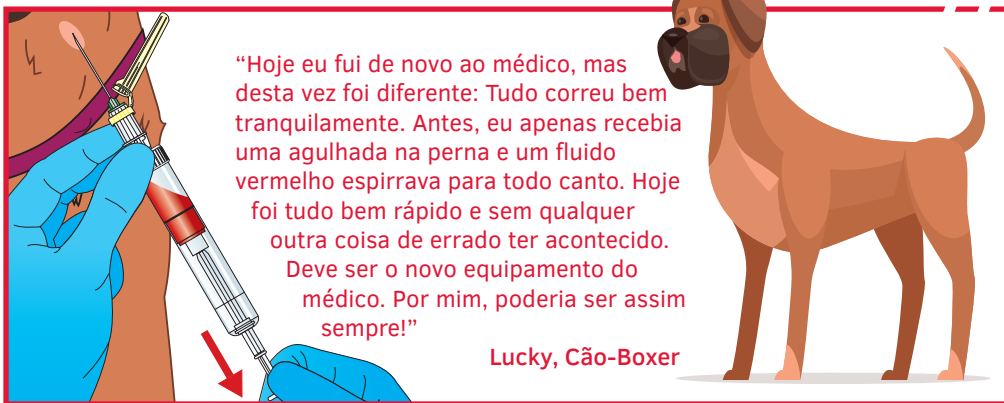 “Hoje eu fui de novo ao médico, mas
desta vez foi diferente: Tudo correu bem
tranquilamente. Antes, eu apenas recebia
uma agulhada na perna e um fluido
vermelho espirrava para todo canto. Hoje
foi tudo bem rápido e sem qualquer
outra coisa de errado ter acontecido.
Deve ser o novo equipamento do
médico. Por mim, poderia ser assim
sempre!”
Lucky, Cão-Boxer